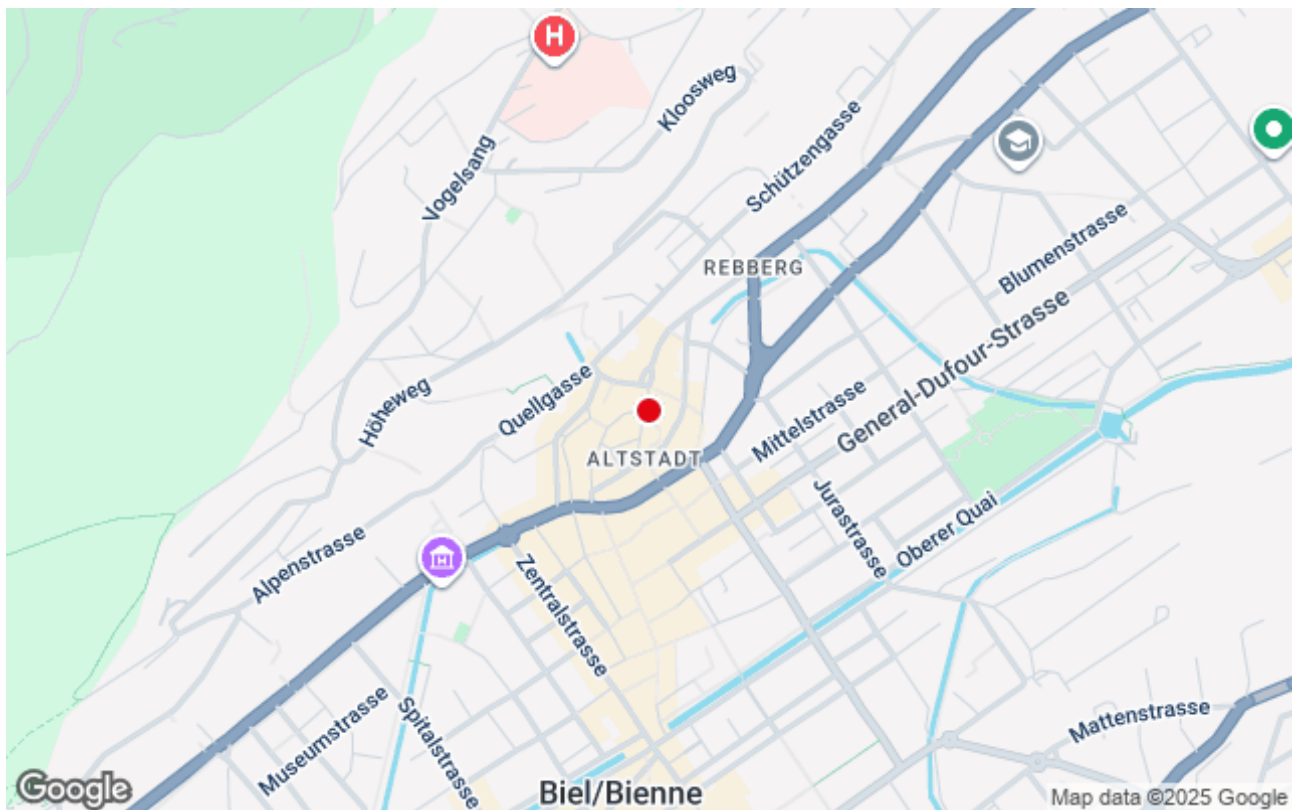 H
Kloosweg
Vogelsang
Schützengasse
REBBERG
Blumenstrasse
General-Dufour-Strasse
Höheweg
Quellgasse
Mittelstrasse
ALTSTADT
Jurastrasse
Oberer Quai
Alpenstrasse
Zentralstrasse
Museumstrasse
Spitalstrasse
Mattenstrasse
Biel/Bienne
Google
Map data ©2025 Google